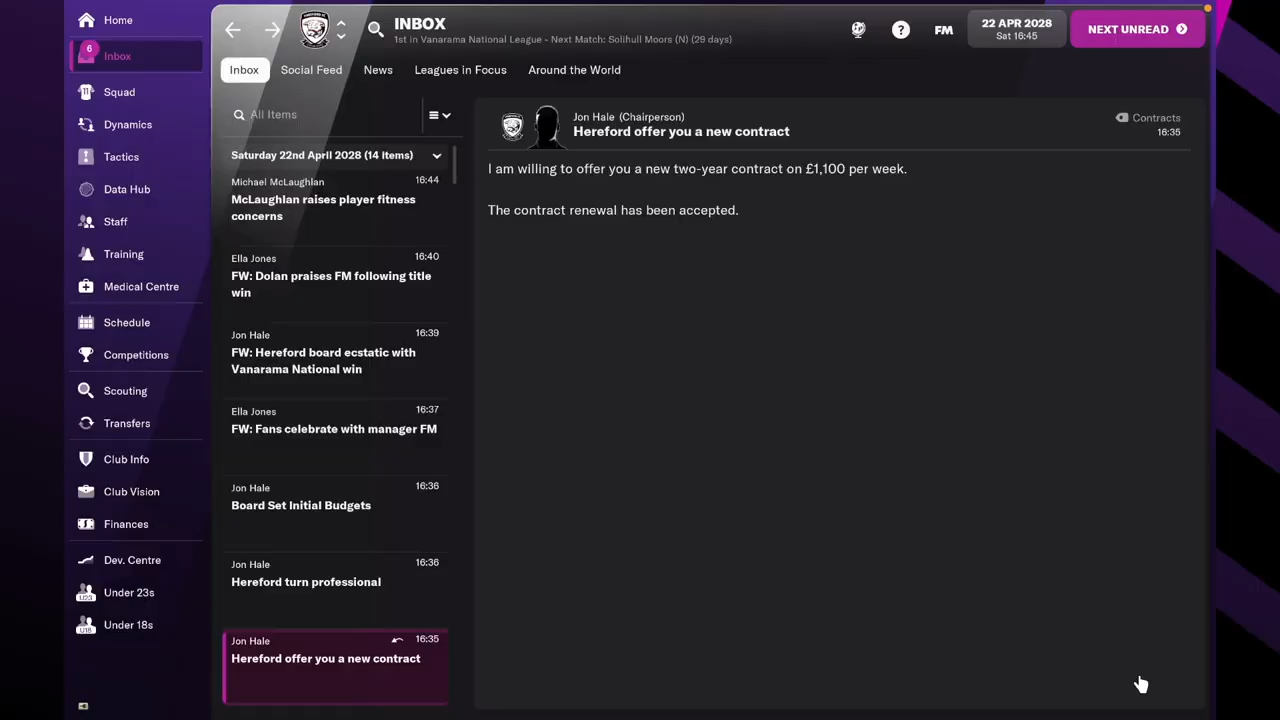 Home
INBOX
1st in Vanarama National League - Next Match: Solihull Moors (N) (29 days)
FM
22 APR 2028
Sat 16:45
NEXT UNREAD
6
Inbox
Squad
Dynamics
Tactics
Data Hub
Staff
Training
Medical Centre
Schedule
Competitions
Scouting
Transfers
Club Info
Club Vision
Finances
Dev. Centre
Under 23s
Under 18s
Inbox
Social Feed
News
Leagues in Focus
Around the World
All Items
Saturday 22nd April 2028 (14 items)
Michael McLaughlan
16:44
McLaughlan raises player fitness
concerns
Ella Jones
16:40
FW: Dolan praises FM following title
win
Jon Hale
16:39
FW: Hereford board ecstatic with
Vanarama National win
Ella Jones
16:37
FW: Fans celebrate with manager FM
Jon Hale
16:36
Board Set Initial Budgets
Jon Hale
16:36
Hereford turn professional
Jon Hale
16:35
Hereford offer you a new contract
Jon Hale (Chairperson)
Hereford offer you a new contract
Contracts
16:35
I am willing to offer you a new two-year contract on £1,100 per week.
The contract renewal has been accepted.